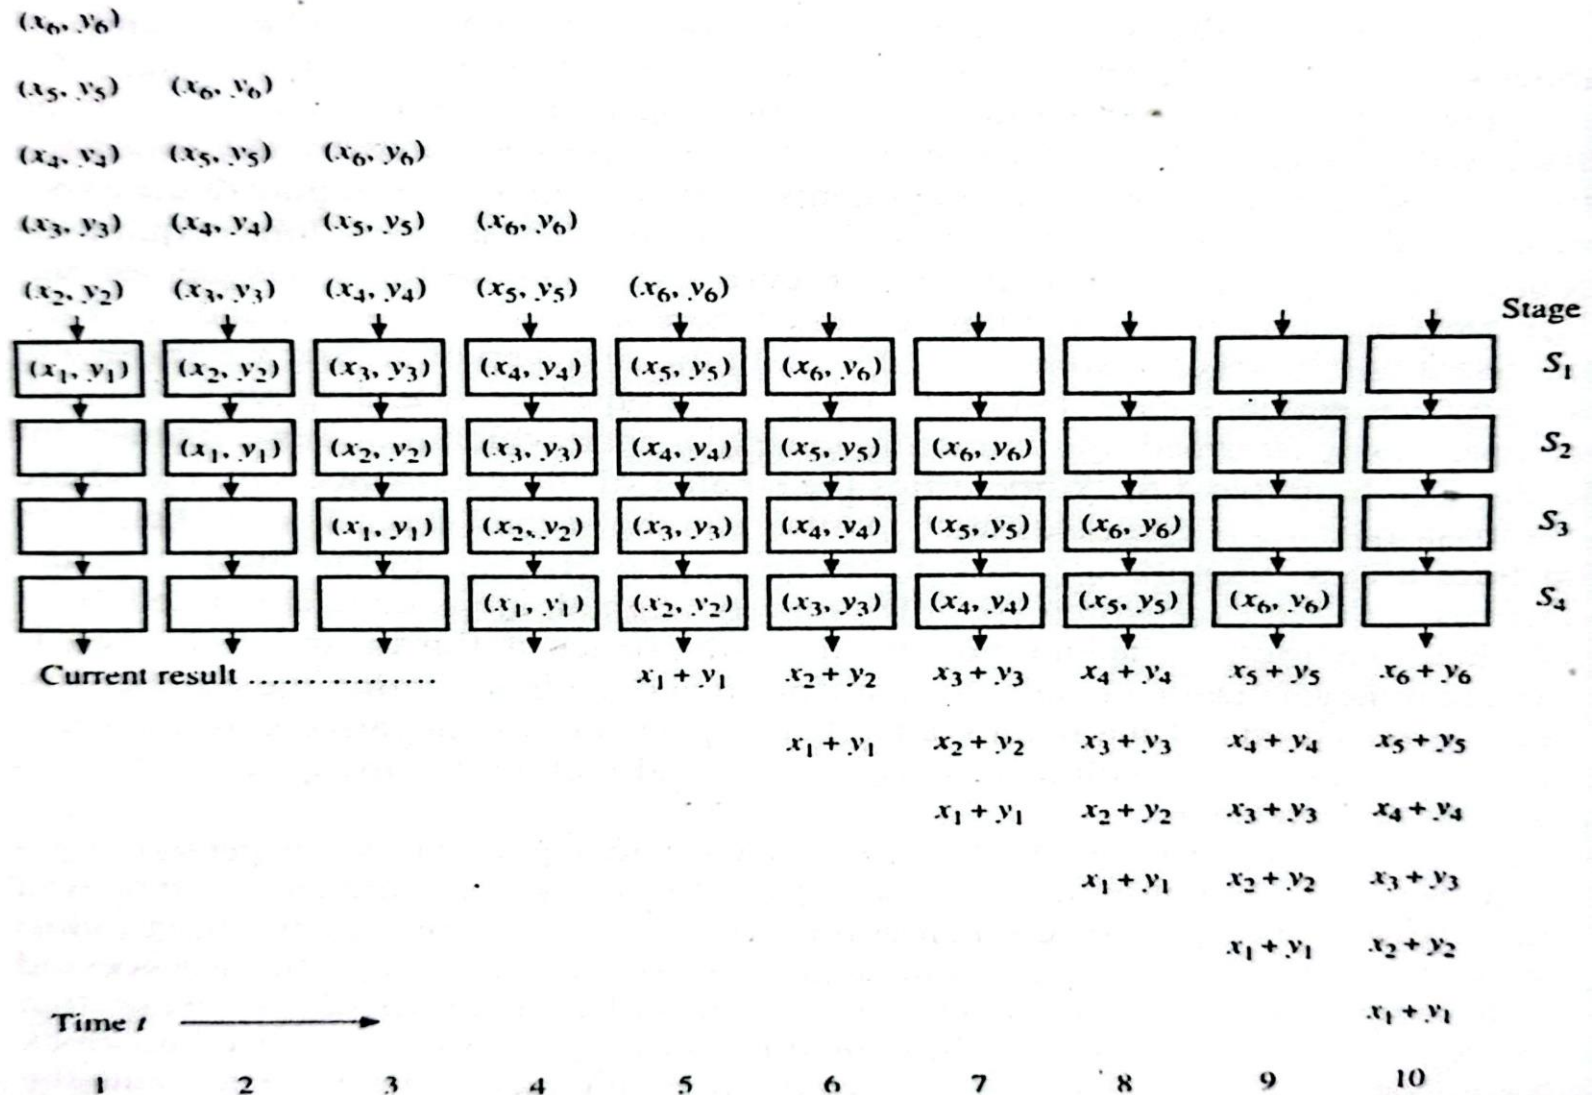 (x₆, y₆)
(x₅, y₅) (x₆, y₆)
(x₄, y₄) (x₅, y₅) (x₆, y₆)
(x₃, y₃) (x₄, y₄) (x₅, y₅) (x₆, y₆)
(x₂, y₂) (x₃, y₃) (x₄, y₄) (x₅, y₅) (x₆, y₆)
Stage
(x₁, y₁) (x₂, y₂) (x₃, y₃) (x₄, y₄) (x₅, y₅) (x₆, y₆) S₁
(x₁, y₁) (x₂, y₂) (x₃, y₃) (x₄, y₄) (x₅, y₅) (x₆, y₆) S₂
(x₁, y₁) (x₂, y₂) (x₃, y₃) (x₄, y₄) (x₅, y₅) (x₆, y₆) S₃
(x₁, y₁) (x₂, y₂) (x₃, y₃) (x₄, y₄) (x₅, y₅) (x₆, y₆) S₄
Current result ................ x₁ + y₁ x₂ + y₂ x₃ + y₃ x₄ + y₄ x₅ + y₅ x₆ + y₆
x₁ + y₁ x₂ + y₂ x₃ + y₃ x₄ + y₄ x₅ + y₅
x₁ + y₁ x₂ + y₂ x₃ + y₃ x₄ + y₄
x₁ + y₁ x₂ + y₂ x₃ + y₃
x₁ + y₁ x₂ + y₂
x₁ + y₁
Time t
1 2 3 4 5 6 7 8 9 10